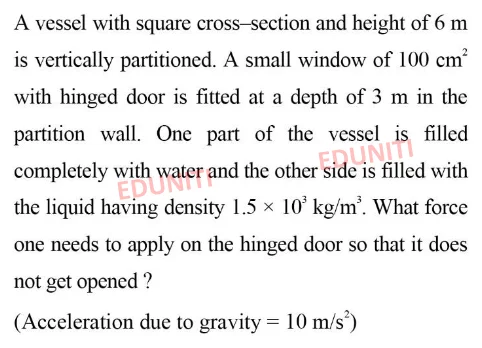 A vessel with square cross–section and height of 6 m
is vertically partitioned. A small window of 100 cm²
with hinged door is fitted at a depth of 3 m in the
partition wall. One part of the vessel is filled
completely with water and the other side is filled with
the liquid having density 1.5 × 10³ kg/m³. What force
one needs to apply on the hinged door so that it does
not get opened ?
(Acceleration due to gravity = 10 m/s²)
EDUNITI
EDUNITI